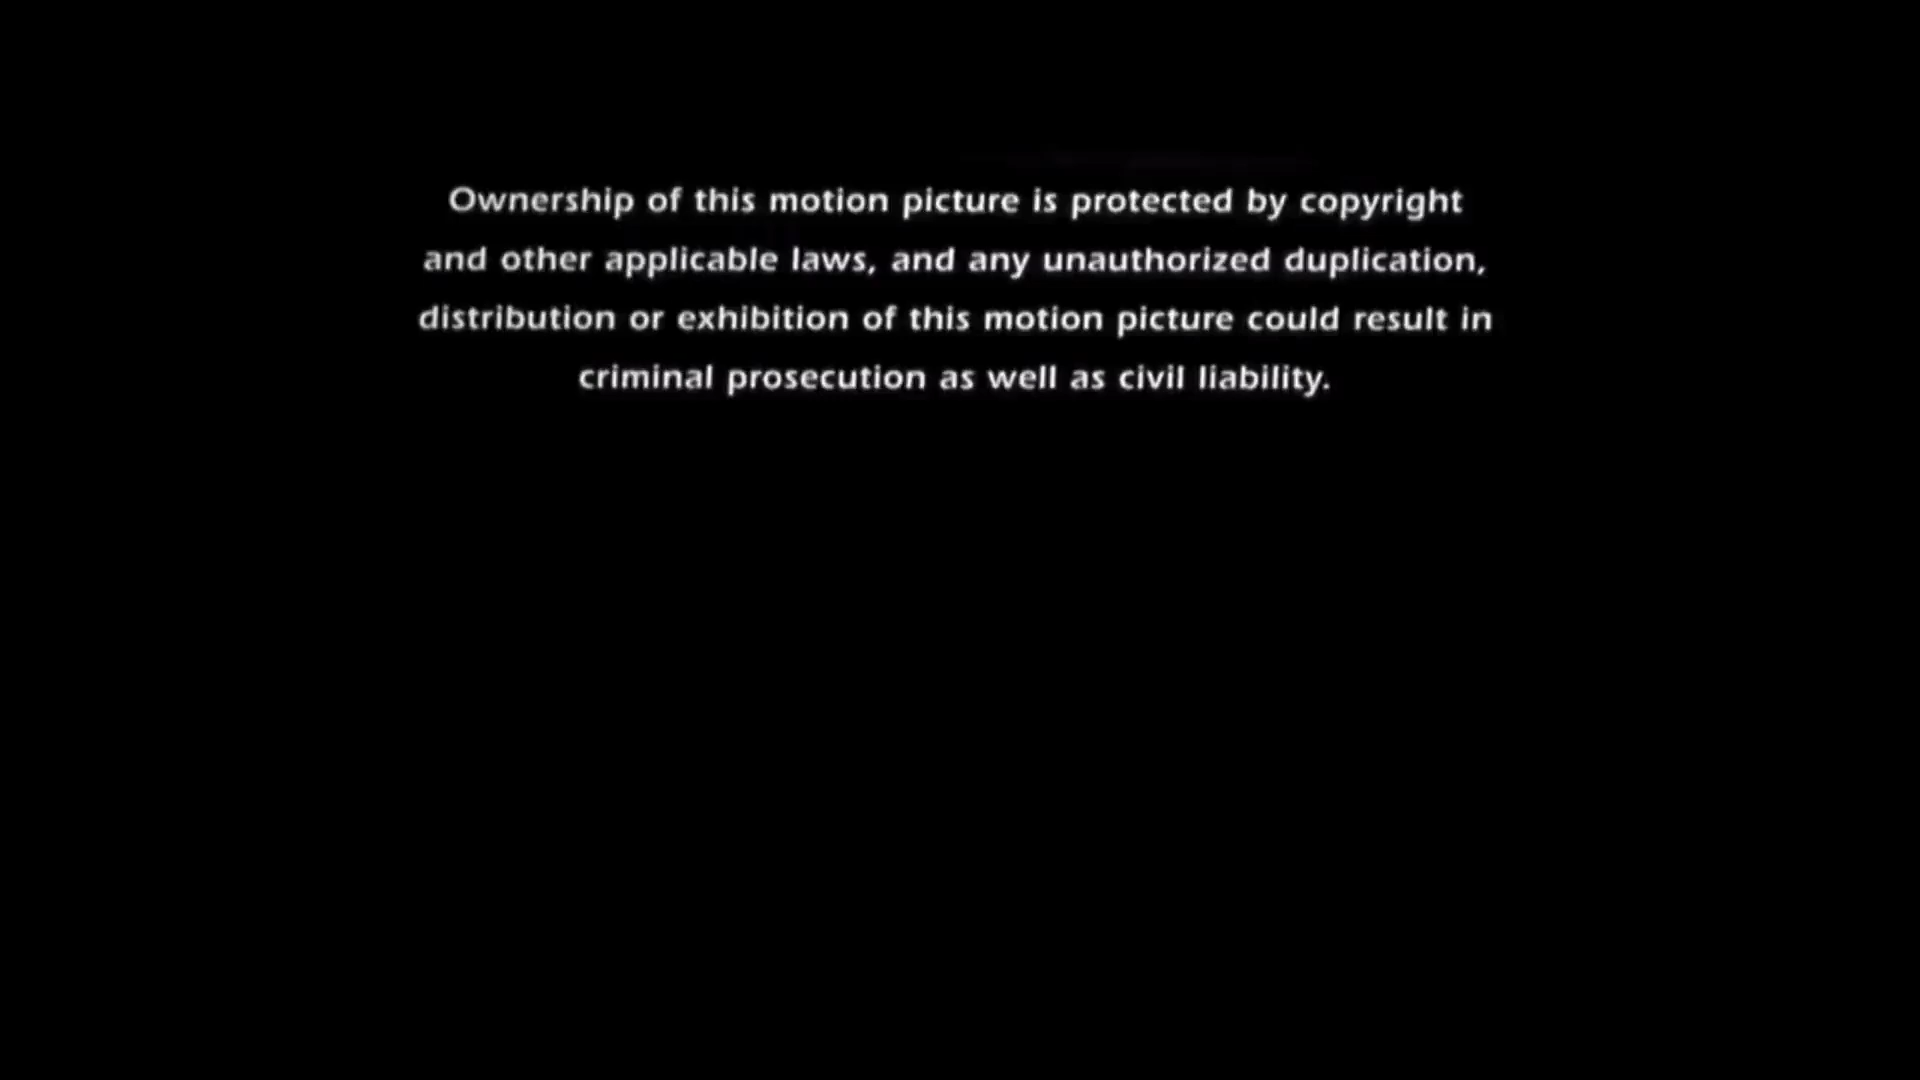 Ownership of this motion picture is protected by copyright
and other applicable laws, and any unauthorized duplication,
distribution or exhibition of this motion picture could result in
criminal prosecution as well as civil liability.